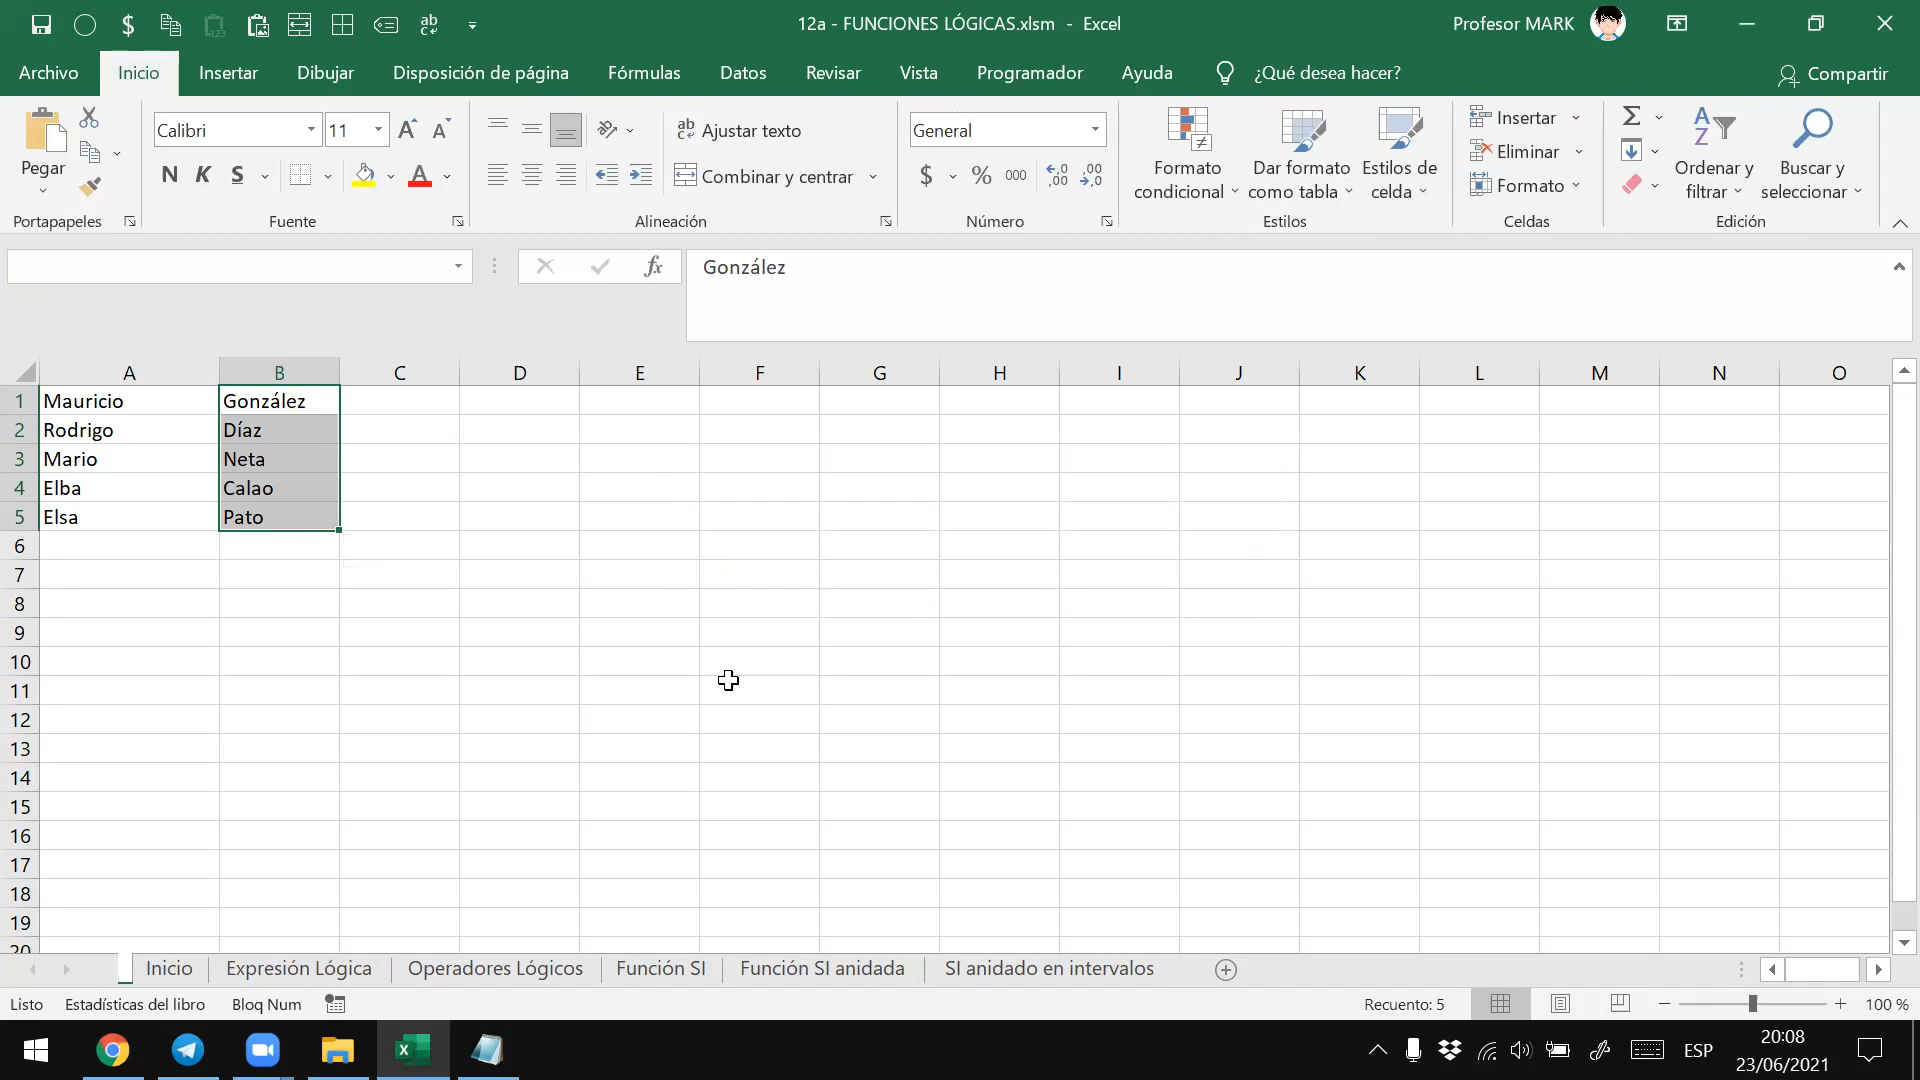 $
123
ab
12a - FUNCIONES LÓGICAS.xlsm - Excel
Profesor MARK
Archivo
Inicio
Insertar
Dibujar
Disposición de página
Fórmulas
Datos
Revisar
Vista
Programador
Ayuda
¿Qué desea hacer?
Compartir
Pegar
Portapapeles
Calibri
11
N K S
A
Fuente
ab Ajustar texto
Combinar y centrar
Alineación
General
$ % 000
Número
Formato condicional
Dar formato como tabla
Estilos de celda
Estilos
Insertar
Eliminar
Formato
Celdas
Σ
Ordenar y filtrar
Buscar y seleccionar
Edición
fx
González
A B C D E F G H I J K L M N O
1 Mauricio González
2 Rodrigo Díaz
3 Mario Neta
4 Elba Calao
5 Elsa Pato
6
7
8
9
10
11
12
13
14
15
16
17
18
19
20
Inicio
Expresión Lógica
Operadores Lógicos
Función SI
Función SI anidada
SI anidado en intervalos
Listo
Estadísticas del libro
Bloq Num
Recuento: 5
100 %
ESP
20:08
23/06/2021